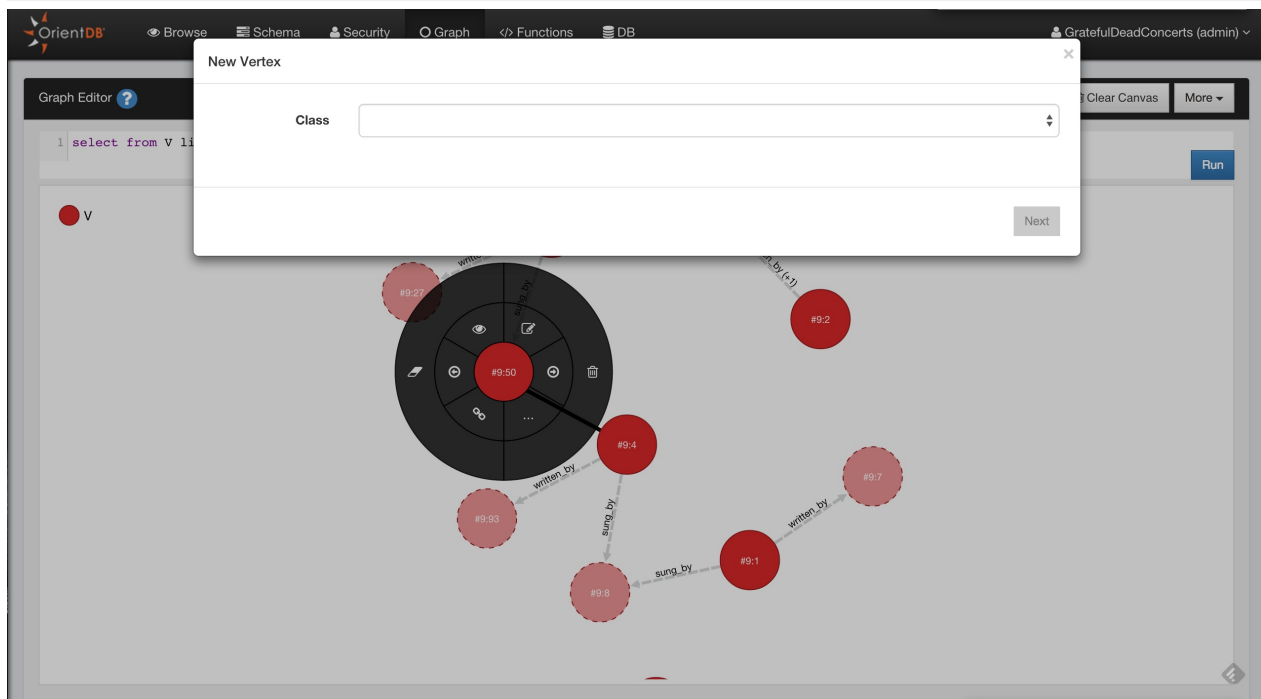 OrientDB Browse Schema Security Graph </> Functions DB GratefulDeadConcerts (admin)
New Vertex ×
Graph Editor ? Clear Canvas More
Class
1 select from V li
Run
V
Next
#9:27
sung_by
#9:2
#9:50
...
#9:4
written_by
#9:7
#9:93
sung_by
written_by
#9:1
sung_by
#9:8